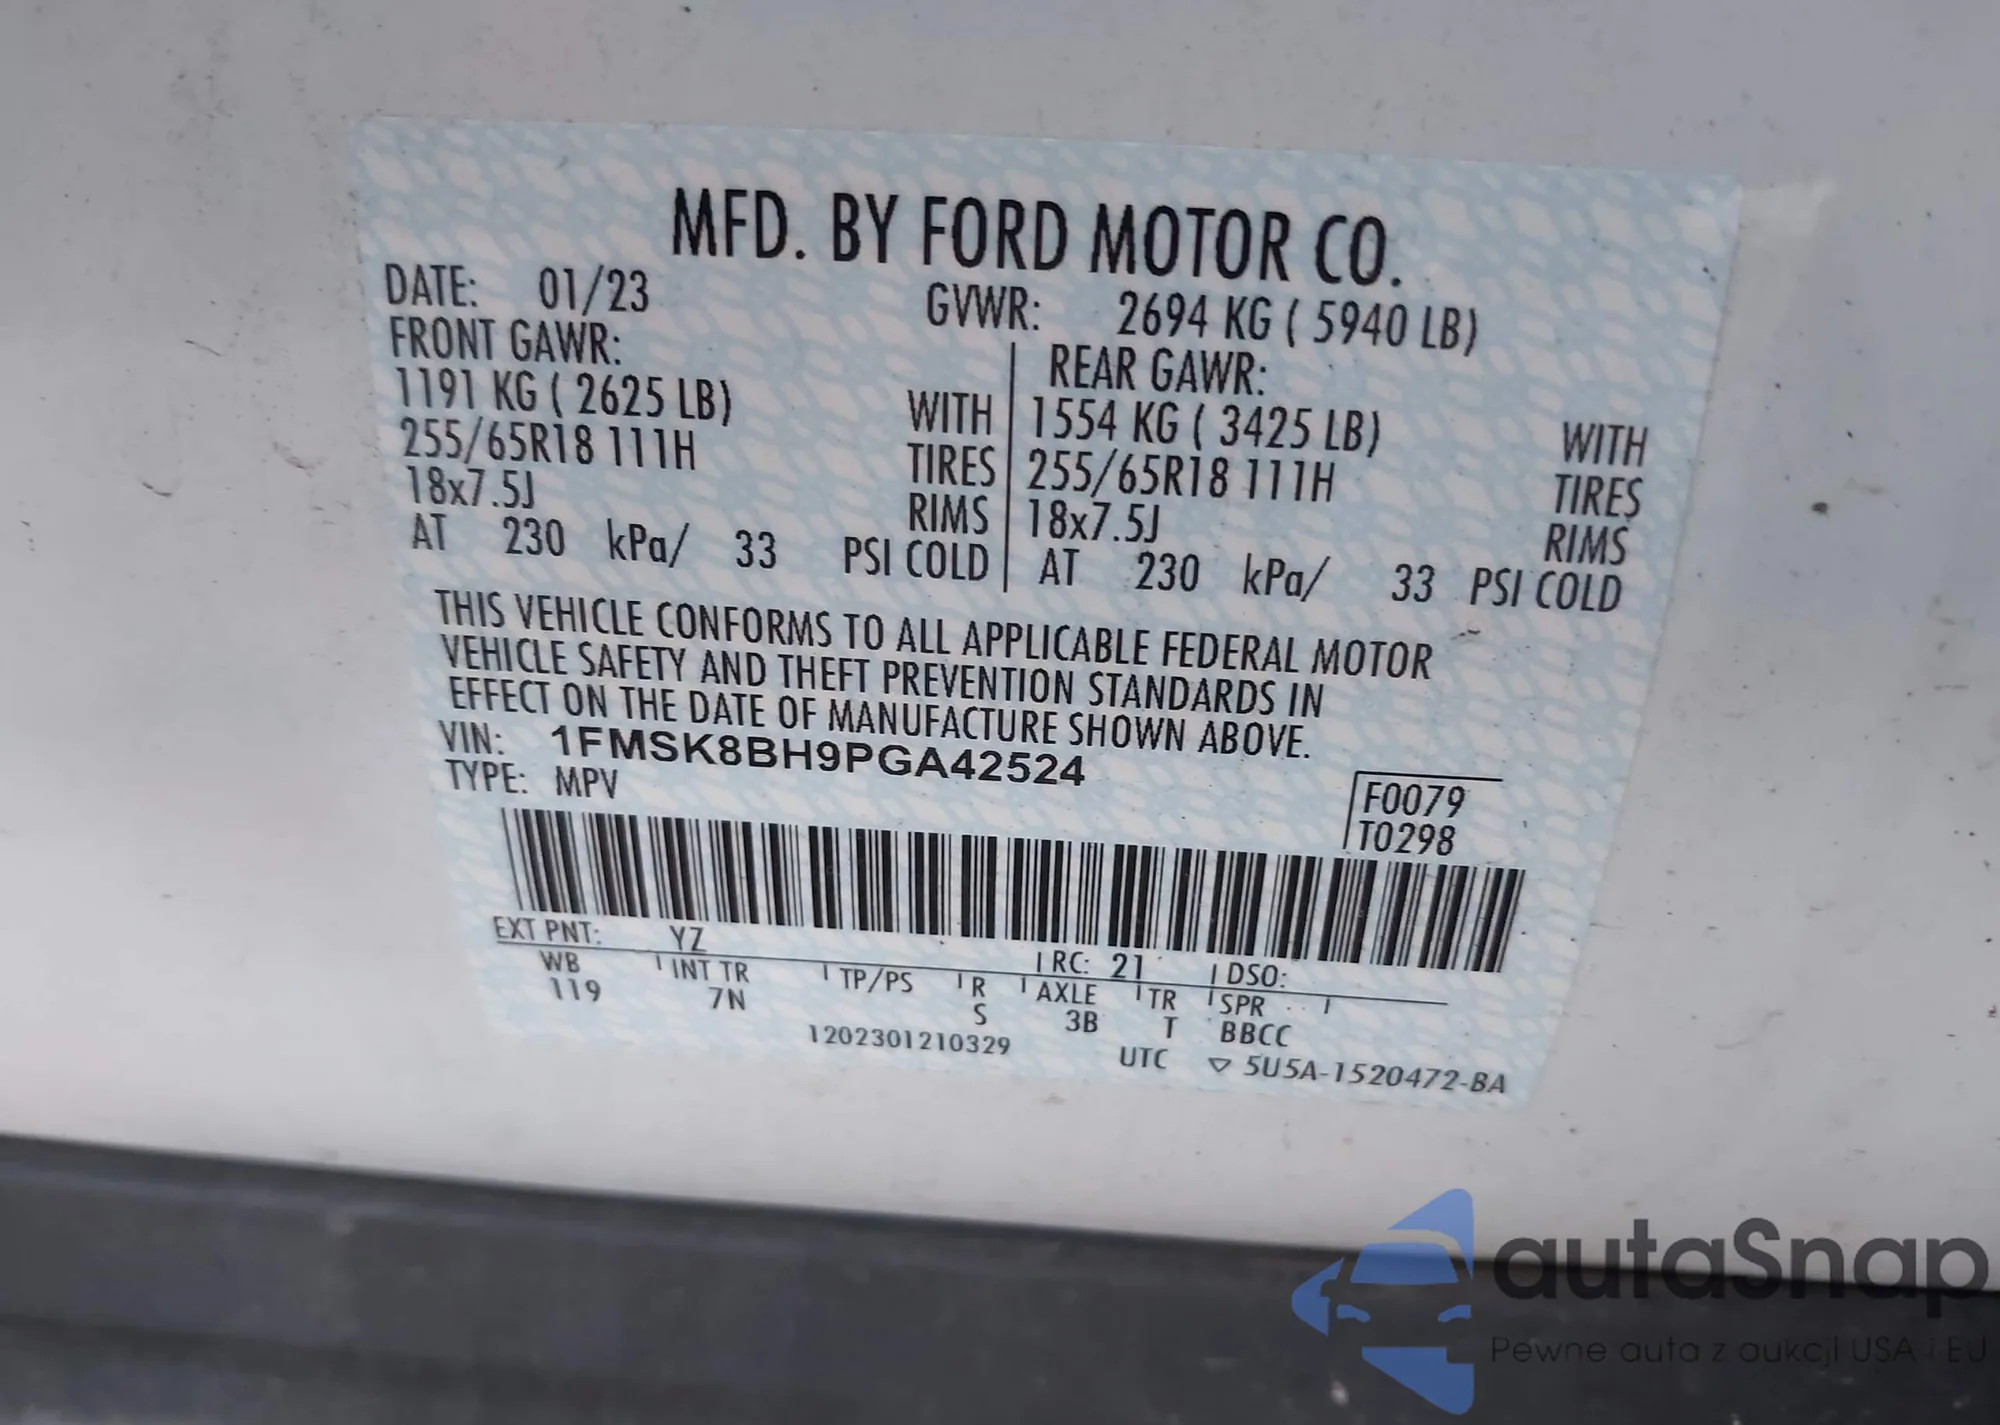 MFD. BY FORD MOTOR CO.
DATE: 01/23 GVWR: 2694 KG ( 5940 LB)
FRONT GAWR: REAR GAWR:
1191 KG ( 2625 LB) WITH 1554 KG ( 3425 LB) WITH
255/65R18 111H TIRES 255/65R18 111H TIRES
18x7.5J RIMS 18x7.5J RIMS
AT 230 kPa/ 33 PSI COLD AT 230 kPa/ 33 PSI COLD
THIS VEHICLE CONFORMS TO ALL APPLICABLE FEDERAL MOTOR
VEHICLE SAFETY AND THEFT PREVENTION STANDARDS IN
EFFECT ON THE DATE OF MANUFACTURE SHOWN ABOVE.
VIN: 1FMSK8BH9PGA42524
TYPE: MPV F0079
T0298
EXT PNT: YZ RC: 21 DSO:
WB INT TR TP/PS R AXLE TR SPR
119 7N S 3B T BBCC
1202301210329 UTC ▽ 5U5A-1520472-BA
autaSnap
Pewne auta z aukcji USA i EU